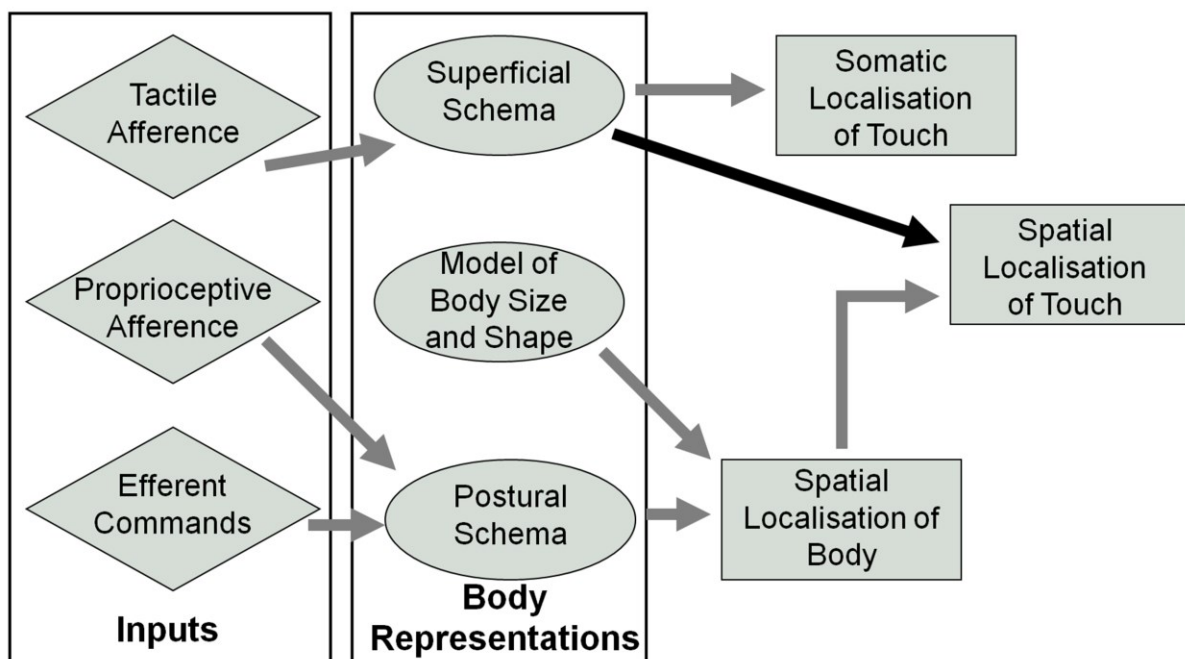 Tactile
Afference
Superficial
Schema
Somatic
Localisation
of Touch
Proprioceptive
Afference
Model of
Body Size
and Shape
Spatial
Localisation
of Touch
Efferent
Commands
Postural
Schema
Spatial
Localisation of
Body
Inputs
Body
Representations